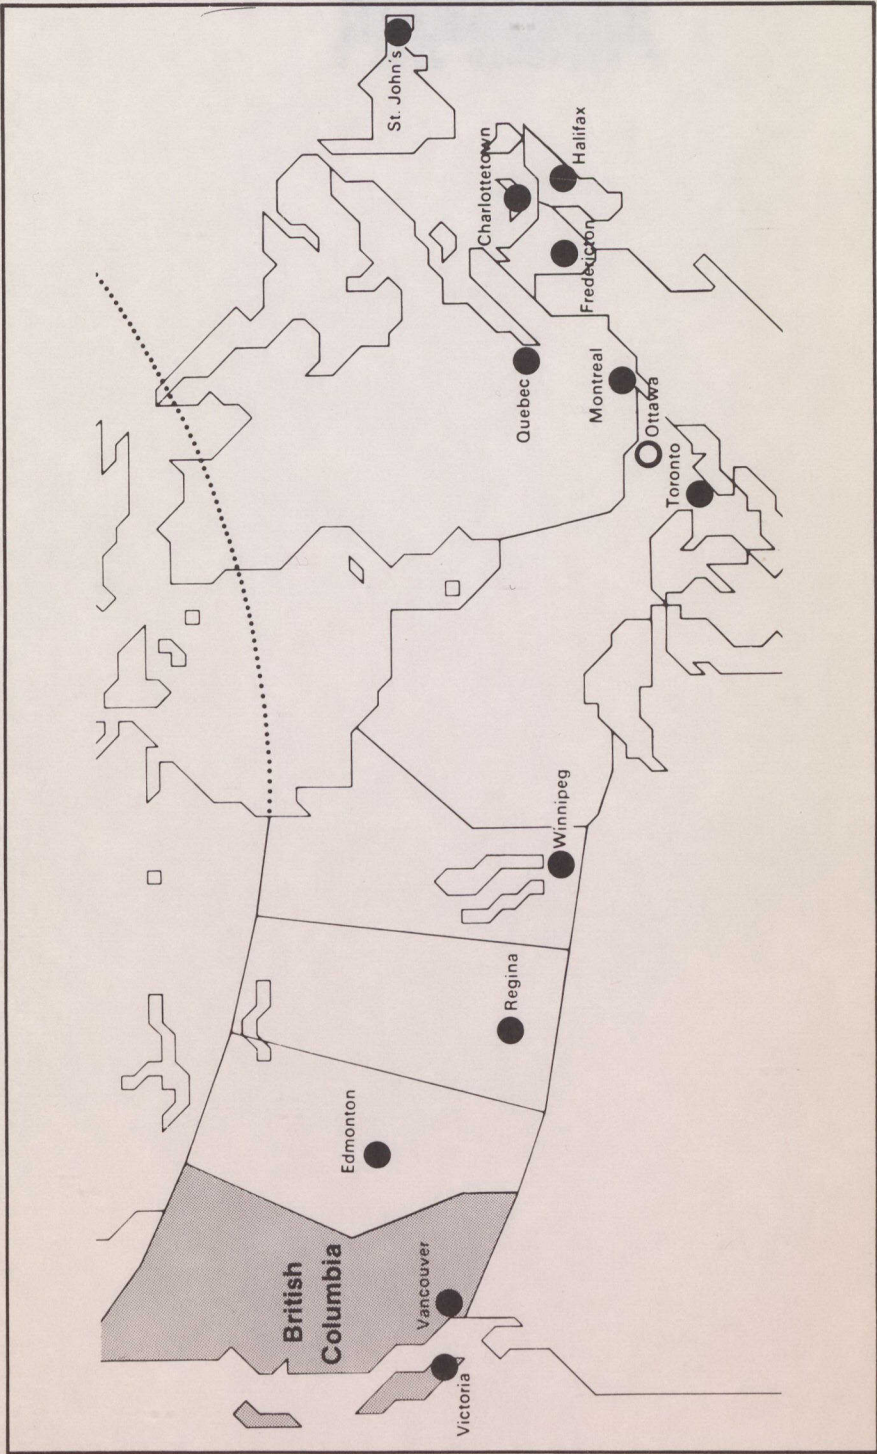 British
Columbia
Victoria
Vancouver
Edmonton
Regina
Winnipeg
Toronto
Ottawa
Montreal
Quebec
Fredericton
Charlottetown
Halifax
St. John's